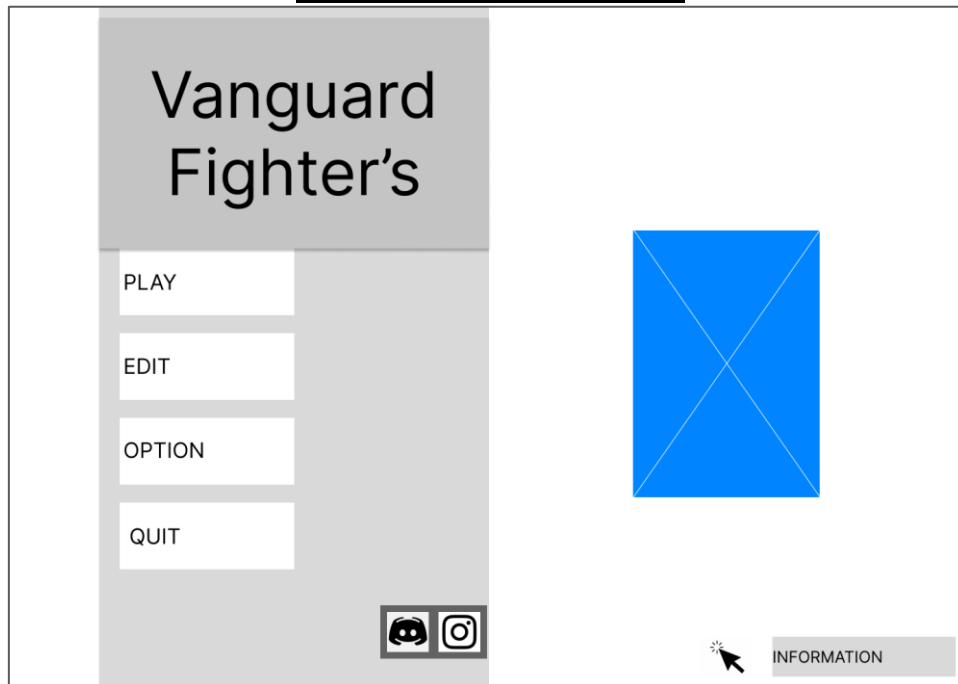 Vanguard
Fighter’s
PLAY
EDIT
OPTION
QUIT
INFORMATION